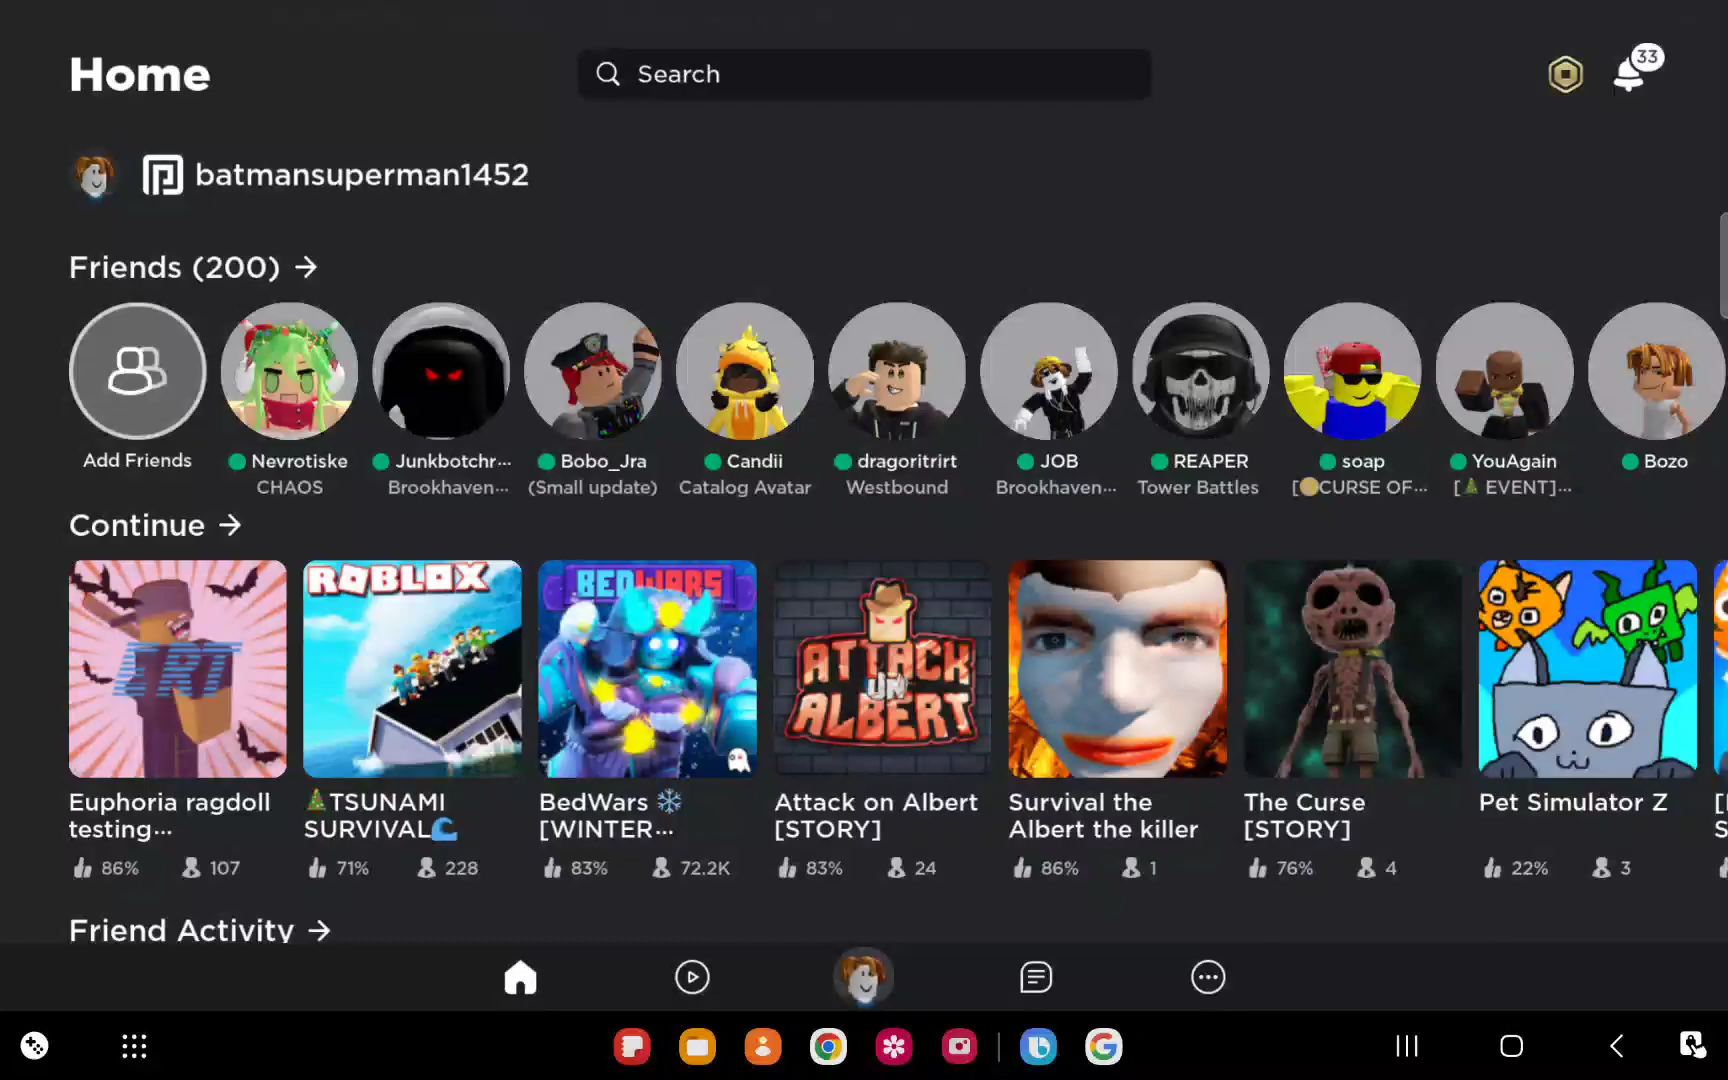 Home
Search
33
batmansuperman1452
Friends (200) →
Add Friends
Nevrotiske
CHAOS
Junkbotchr...
Brookhaven...
Bobo_Jra
(Small update)
Candii
Catalog Avatar
dragoritrirt
Westbound
JOB
Brookhaven...
REAPER
Tower Battles
soap
[🟡CURSE OF...
YouAgain
[🎄 EVENT]...
Bozo
Continue →
ERT
ROBLOX
BEDWARS
ATTACK
UN
ALBERT
Euphoria ragdoll
testing...
86% 107
🎄TSUNAMI
SURVIVAL🌊
71% 228
BedWars ❄️
[WINTER...
83% 72.2K
Attack on Albert
[STORY]
83% 24
Survival the
Albert the killer
86% 1
The Curse
[STORY]
76% 4
Pet Simulator Z
22% 3
Friend Activity →